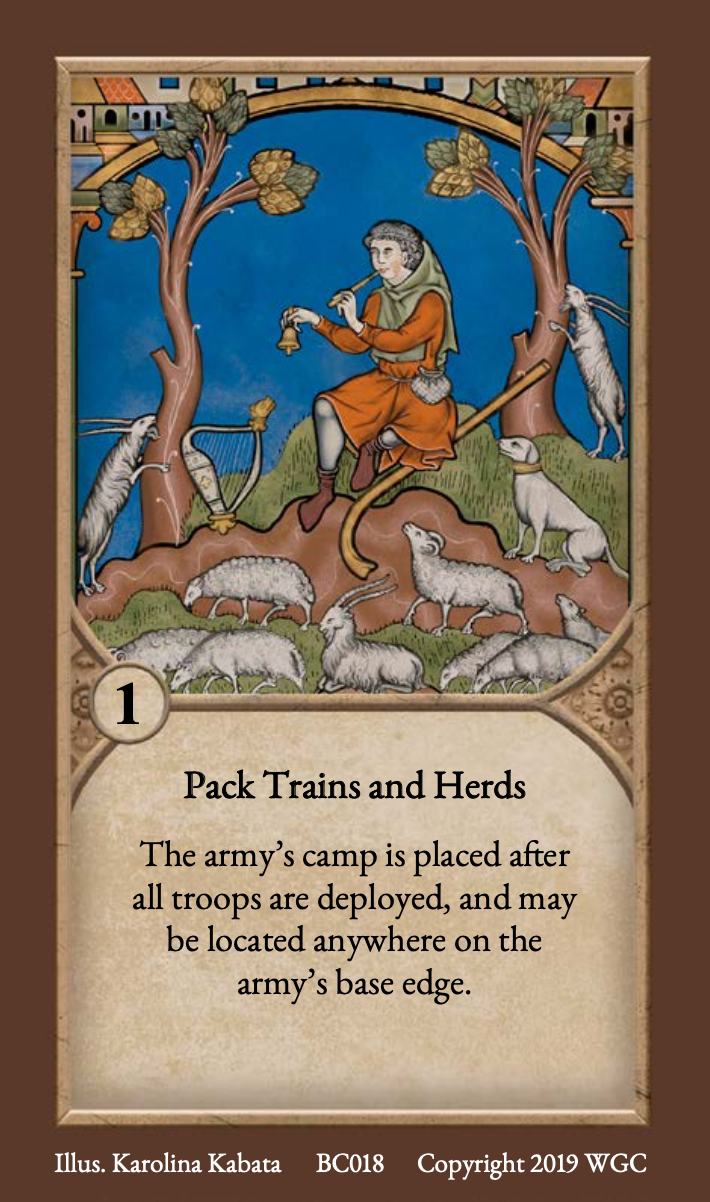 1
Pack Trains and Herds
The army’s camp is placed after
all troops are deployed, and may
be located anywhere on the
army’s base edge.
Illus. Karolina Kabata BC018 Copyright 2019 WGC